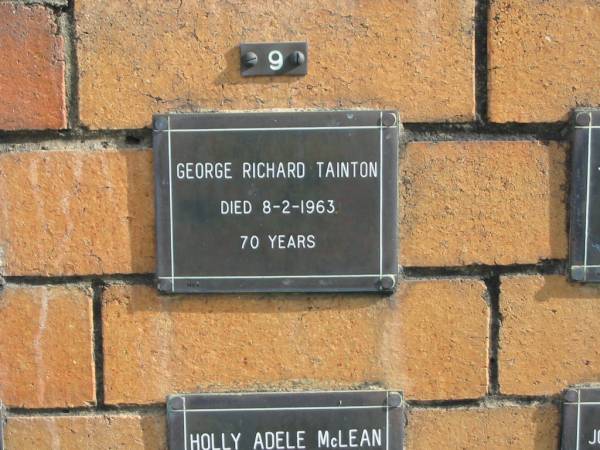 9
GEORGE RICHARD TAINTON
DIED 8-2-1963
70 YEARS
HOLLY ADELE McLEAN